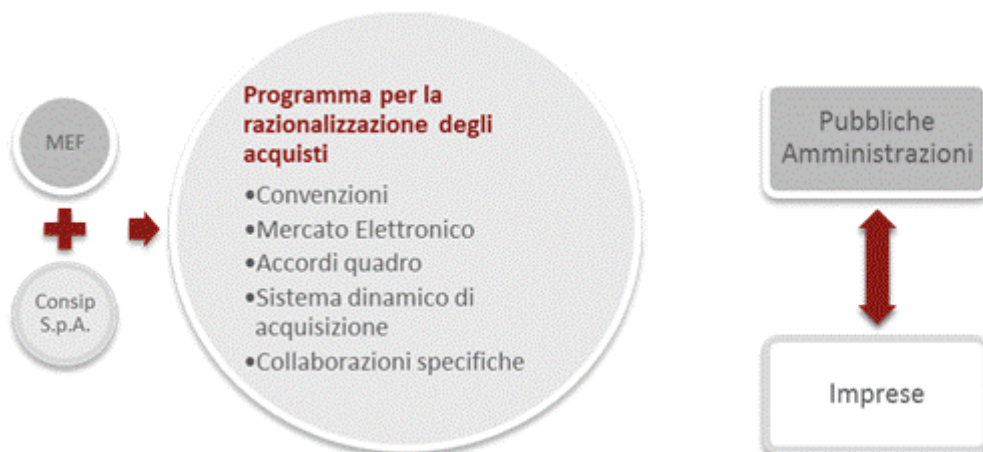 MEF
Consip
S.p.A.
Programma per la
razionalizzazione degli
acquisti
•Convenzioni
•Mercato Elettronico
•Accordi quadro
•Sistema dinamico di
acquisizione
•Collaborazioni specifiche
Pubbliche
Amministrazioni
Imprese